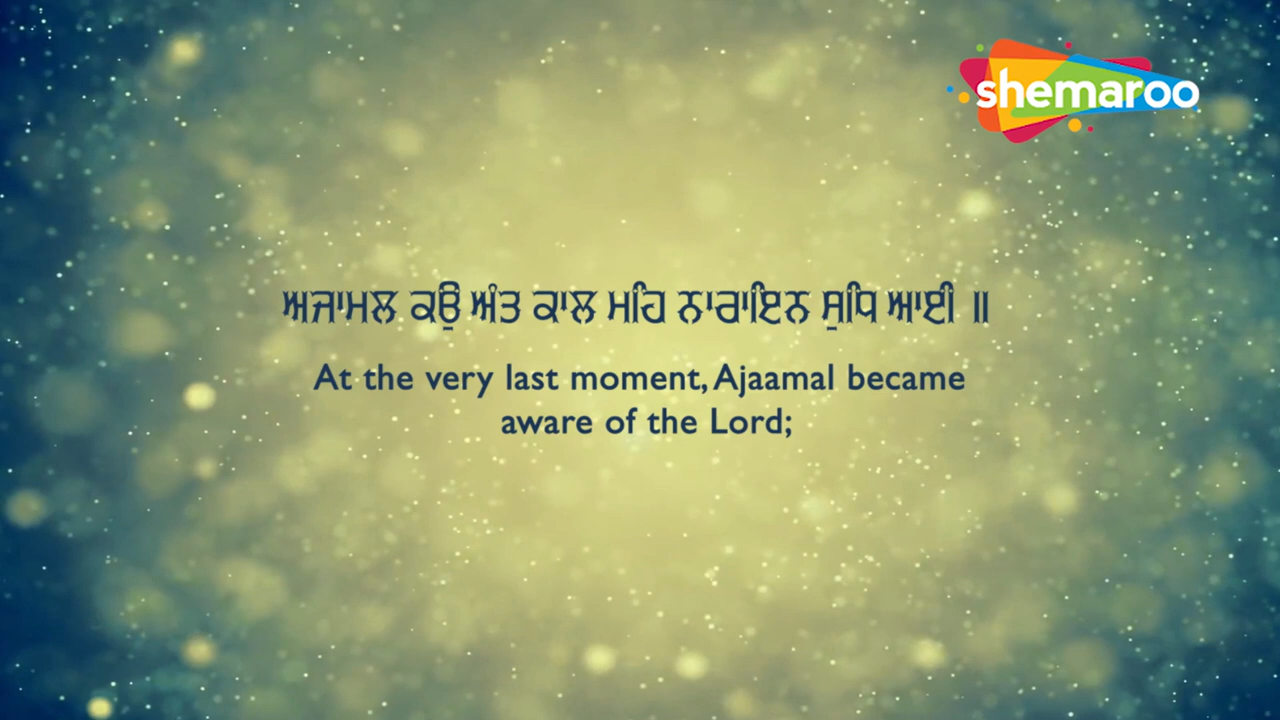 shemaroo
ਅਜਾਮਲ ਕਉ ਅੰਤ ਕਾਲ ਮਹਿ ਨਾਰਾਇਨ ਸੁਧਿ ਆਈ ॥
At the very last moment, Ajaamal became
aware of the Lord;